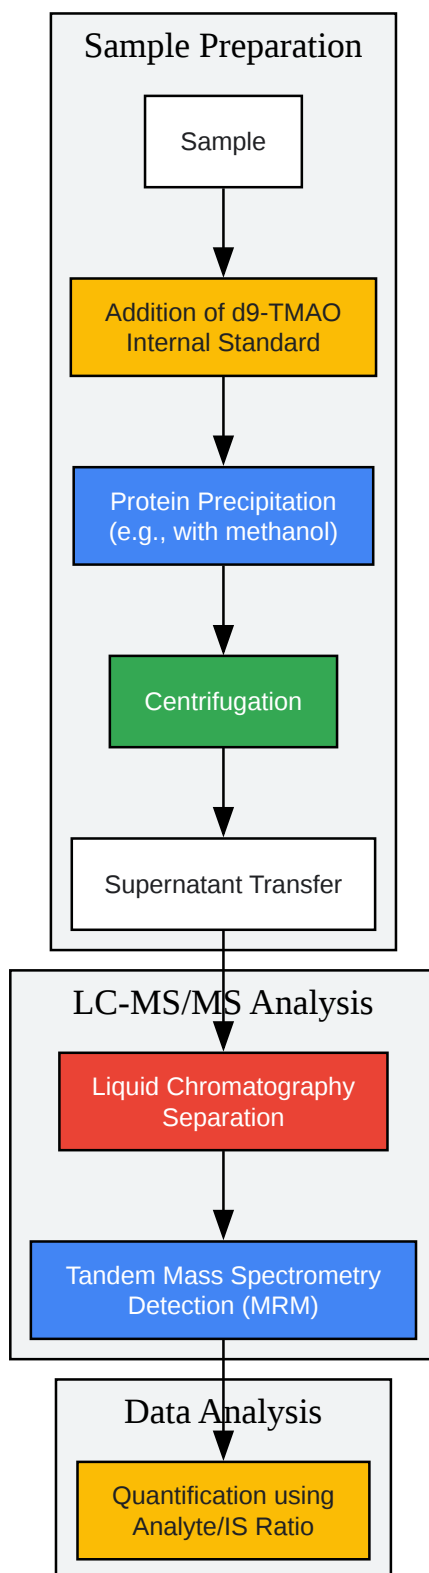 Sample Preparation
Sample
Addition of d9-TMAO
Internal Standard
Protein Precipitation
(e.g., with methanol)
Centrifugation
Supernatant Transfer
LC-MS/MS Analysis
Liquid Chromatography
Separation
Tandem Mass Spectrometry
Detection (MRM)
Data Analysis
Quantification using
Analyte/IS Ratio